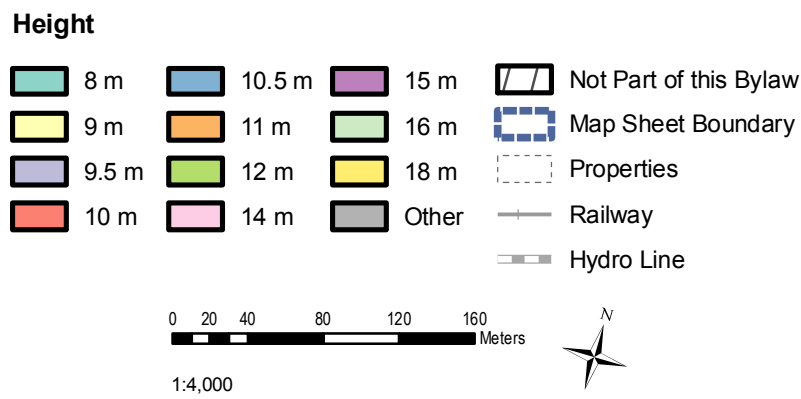 Height
8 m
9 m
9.5 m
10 m
10.5 m
11 m
12 m
14 m
15 m
16 m
18 m
Other
Not Part of this Bylaw
Map Sheet Boundary
Properties
Railway
Hydro Line
0 20 40 80 120 160
Meters
1:4,000
N